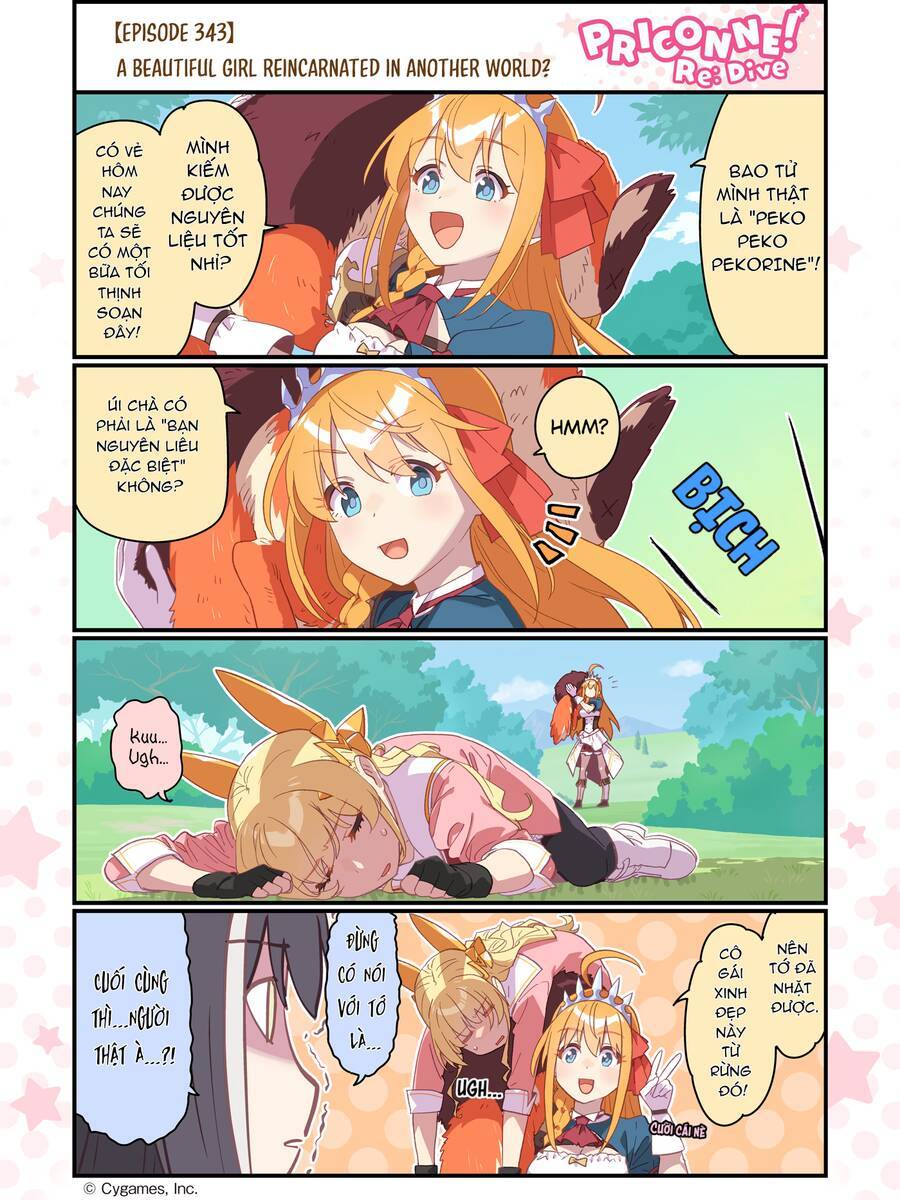 【EPISODE 343】
A BEAUTIFUL GIRL REINCARNATED IN ANOTHER WORLD?
PRICONNE!
Re: Dive
BAO TỬ
MÌNH THẬT
LÀ "PEKO
PEKO
PEKORINE"!
MÌNH
KIẾM
ĐƯỢC
NGUYÊN
LIỆU TỐT
NHỈ?
CÓ VẺ
HÔM
NAY
CHÚNG
TA SẼ
CÓ MỘT
BỮA TỐI
THỊNH
SOẠN
ĐÂY!
HMM?
BỊCH
ÚI CHÀ CÓ
PHẢI LÀ "BẠN
NGUYÊN LIÊU
ĐẶC BIỆT"
KHÔNG?
Kuu...
Ugh...
NÊN
TỚ ĐÃ
NHẶT
ĐƯỢC.
CÔ
GÁI
XINH
ĐẸP
NÀY TỪ
RỪNG
ĐÓ!
UGH...
CƯỜI CÁI NÈ
ĐỪNG
CÓ NÓI
VỚI TỚ
LÀ...
CUỐI CÙNG
THÌ...NGƯỜI
THẬT À...?!
© Cygames, Inc.